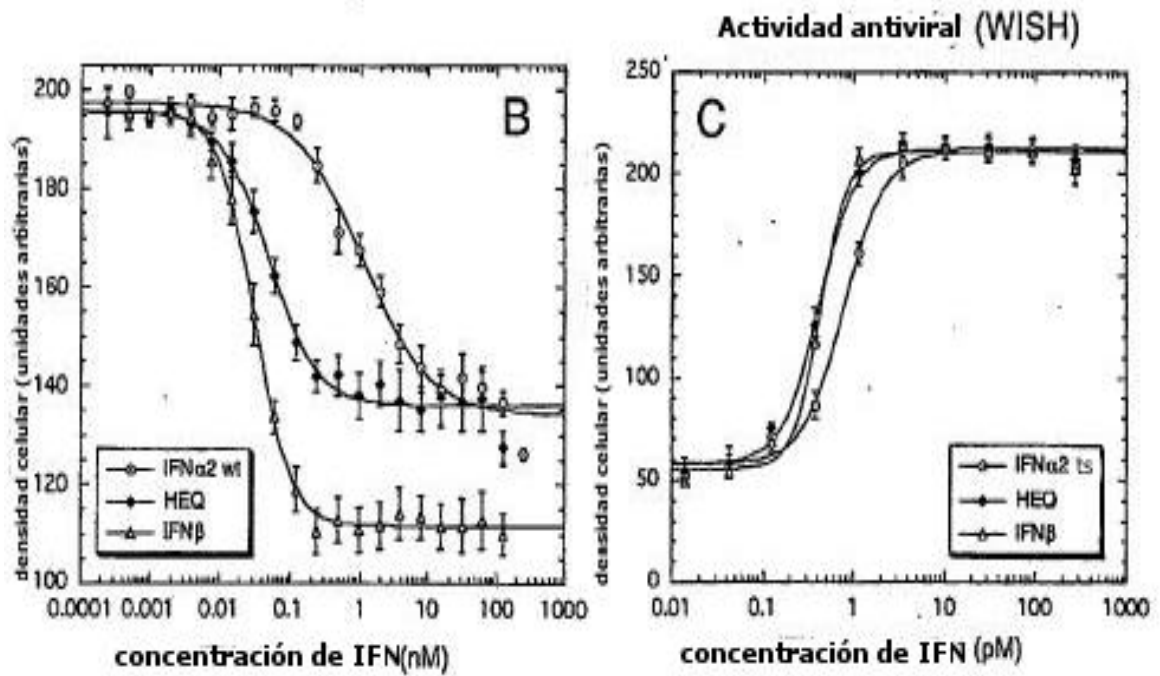 Actividad antiviral (WISH)
B
densidad celular (unidades arbitrarias)
200
180
160
140
120
100
IFNα2 wt
HEQ
IFNβ
0.0001 0.001 0.01 0.1 1 10 100 1000
concentración de IFN(nM)
C
densidad celular (unidades arbitrarias)
250
200
150
100
50
0
IFNα2 ts
HEQ
IFNβ
0.01 0.1 1 10 100 1000
concentración de IFN (pM)